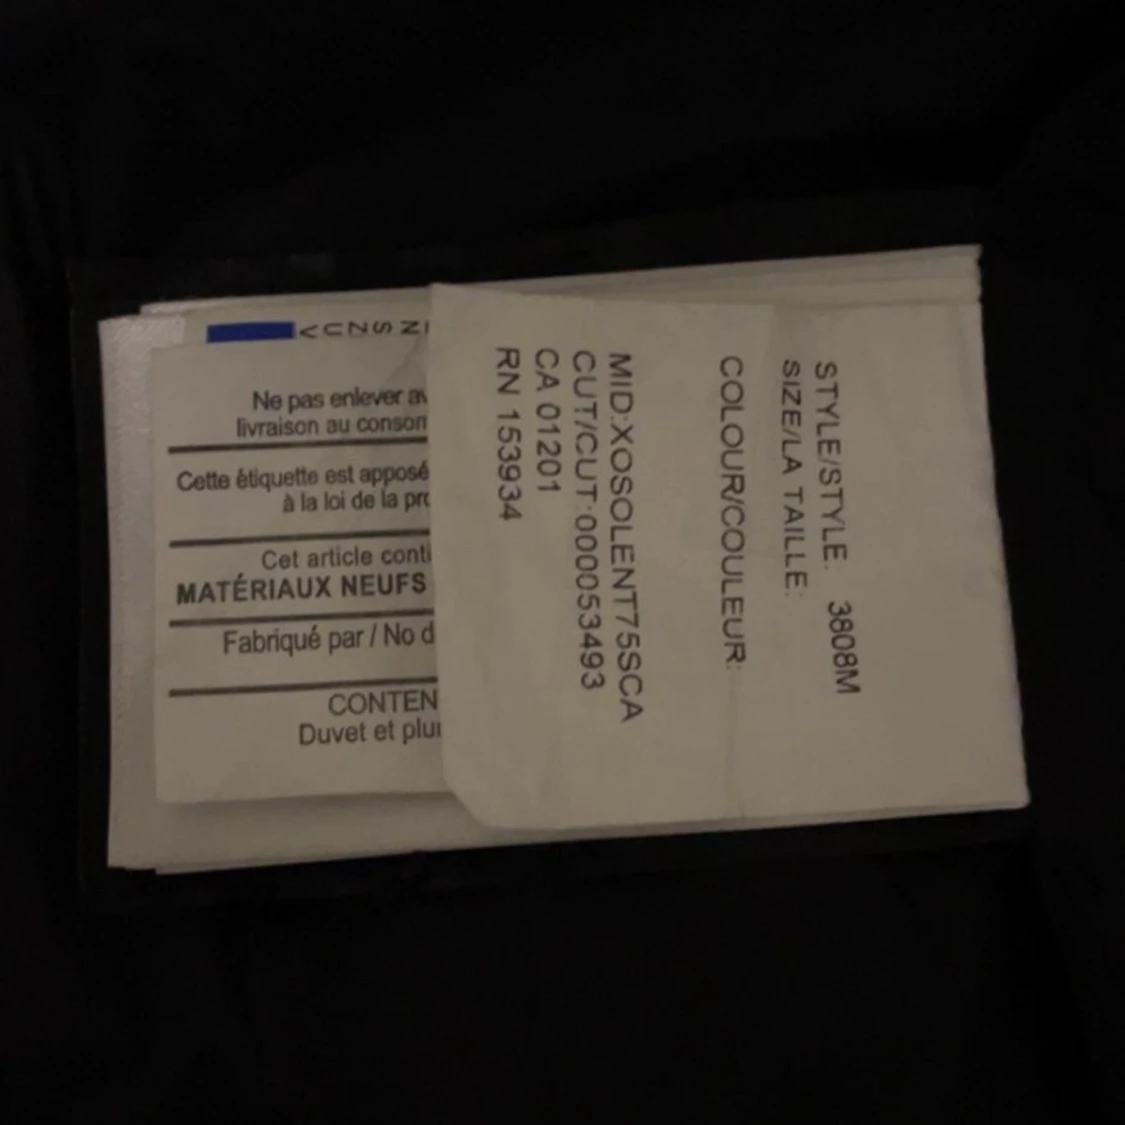 Ne pas enlever av
livraison au conson
Cette étiquette est apposé
à la loi de la pro
Cet article conti
MATÉRIAUX NEUFS
Fabriqué par / No d
CONTEN
Duvet et plu
STYLE/STYLE. 3808M
SIZE/LA TAILLE:
COLOUR/COULEUR:
MID:XOSOLENT75SCA
CUT/CUT:000053493
CA 01201
RN 153934